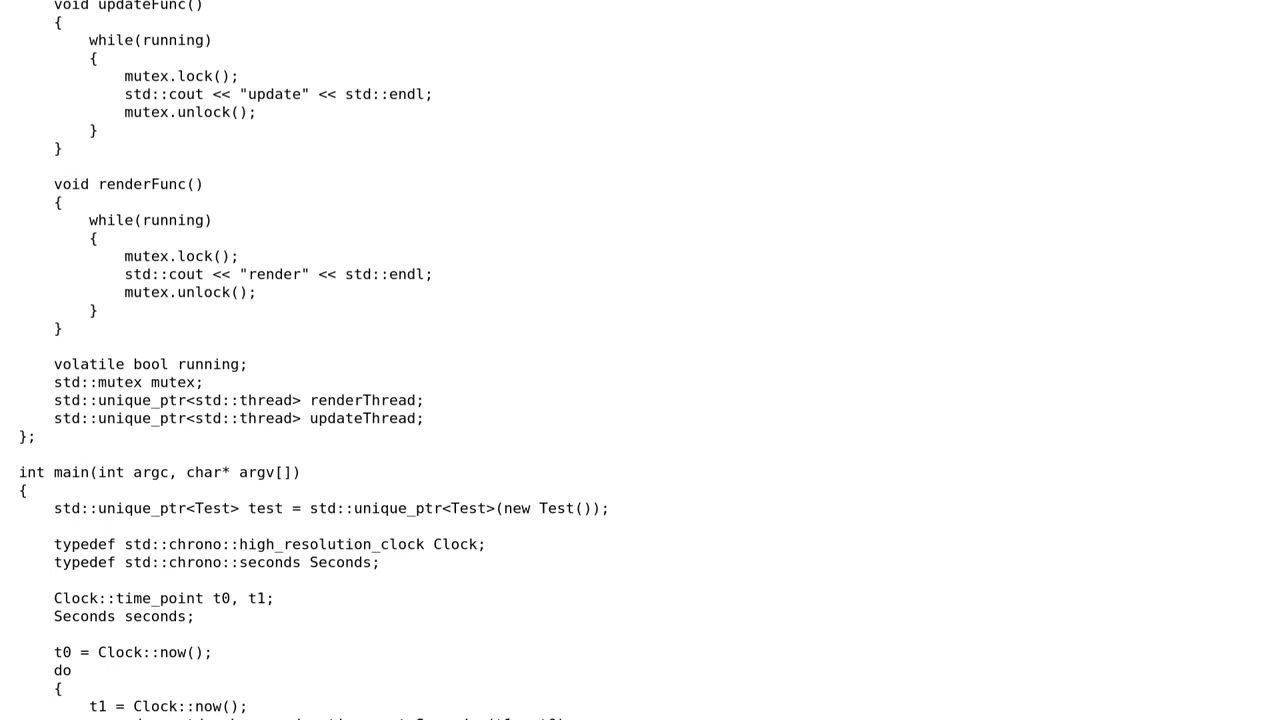 void updateFunc()
    {
        while(running)
        {
            mutex.lock();
            std::cout << "update" << std::endl;
            mutex.unlock();
        }
    }

    void renderFunc()
    {
        while(running)
        {
            mutex.lock();
            std::cout << "render" << std::endl;
            mutex.unlock();
        }
    }

    volatile bool running;
    std::mutex mutex;
    std::unique_ptr<std::thread> renderThread;
    std::unique_ptr<std::thread> updateThread;
};

int main(int argc, char* argv[])
{
    std::unique_ptr<Test> test = std::unique_ptr<Test>(new Test());

    typedef std::chrono::high_resolution_clock Clock;
    typedef std::chrono::seconds Seconds;

    Clock::time_point t0, t1;
    Seconds seconds;

    t0 = Clock::now();
    do
    {
        t1 = Clock::now();